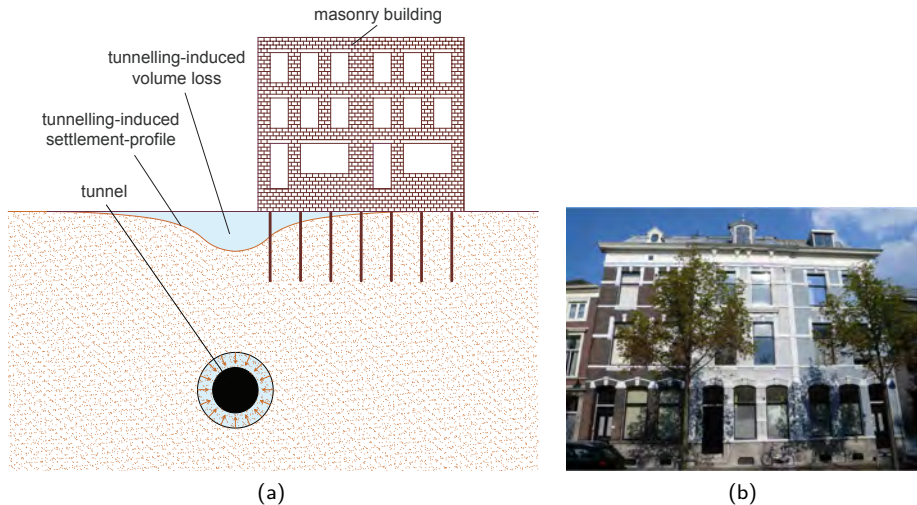 masonry building
tunnelling-induced
volume loss
tunnelling-induced
settlement-profile
tunnel
(a)
(b)